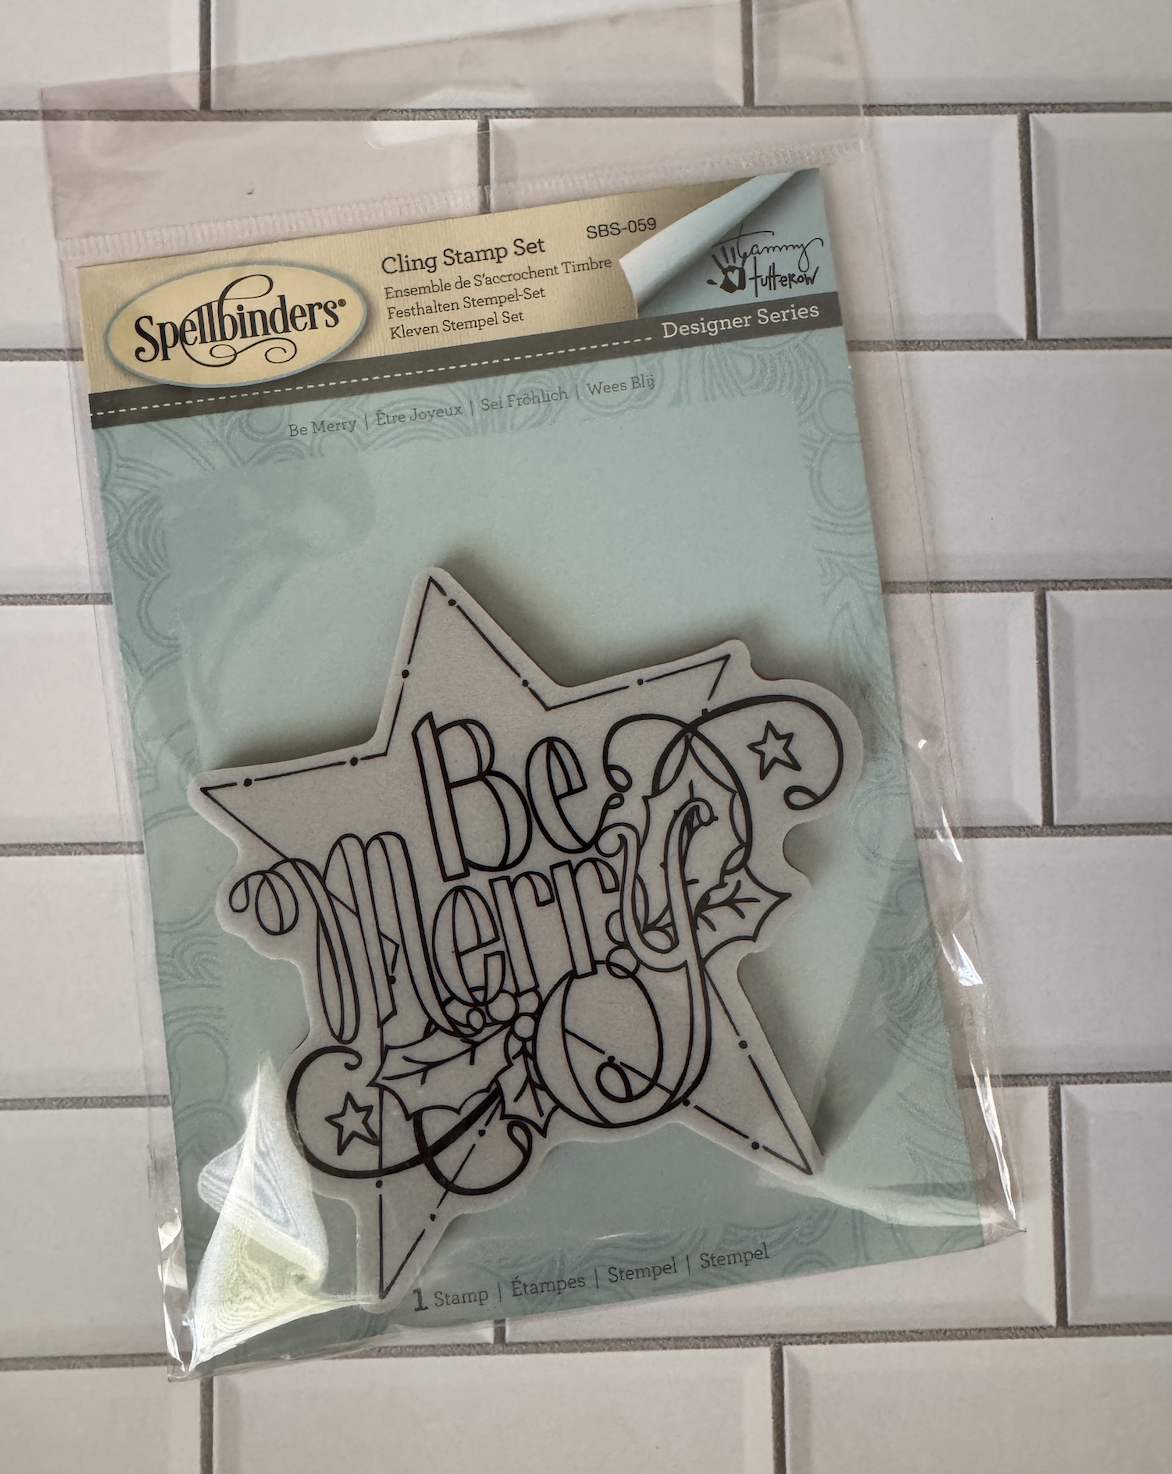 Spellbinders®
Cling Stamp Set
SBS-059
Ensemble de S'accrochent Timbre
Festhalten Stempel-Set
Kleven Stempel Set
Tammy
Tutterow
Designer Series
Be Merry | Être Joyeux | Sei Fröhlich | Wees Blij
Be
Merry
1 Stamp | Étampes | Stempel | Stempel